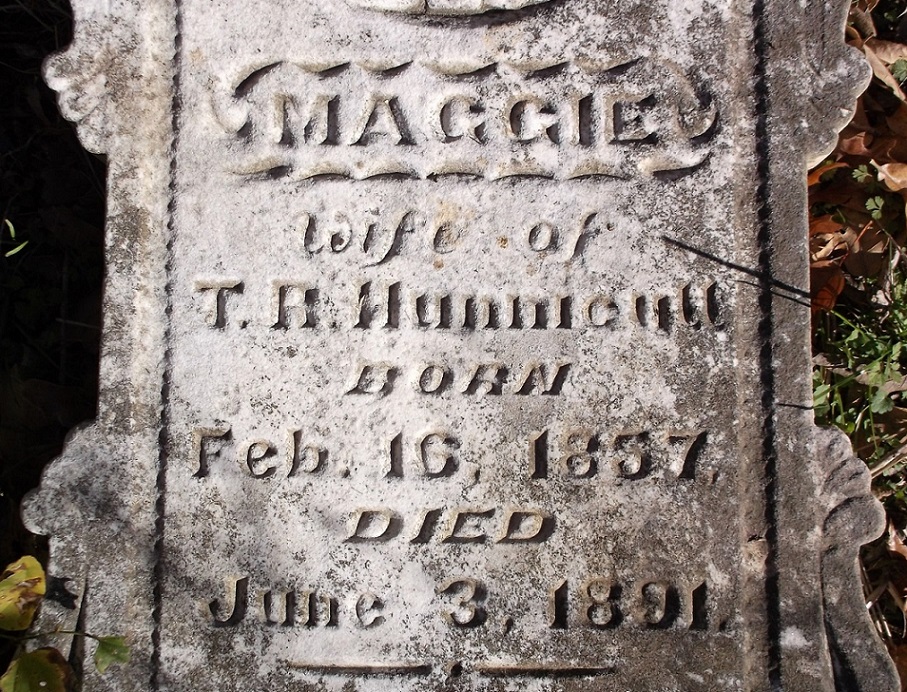 MAGGIE
Wife of
T. R. Hunnicutt
BORN
Feb. 16, 1857.
DIED
June 3, 1891.